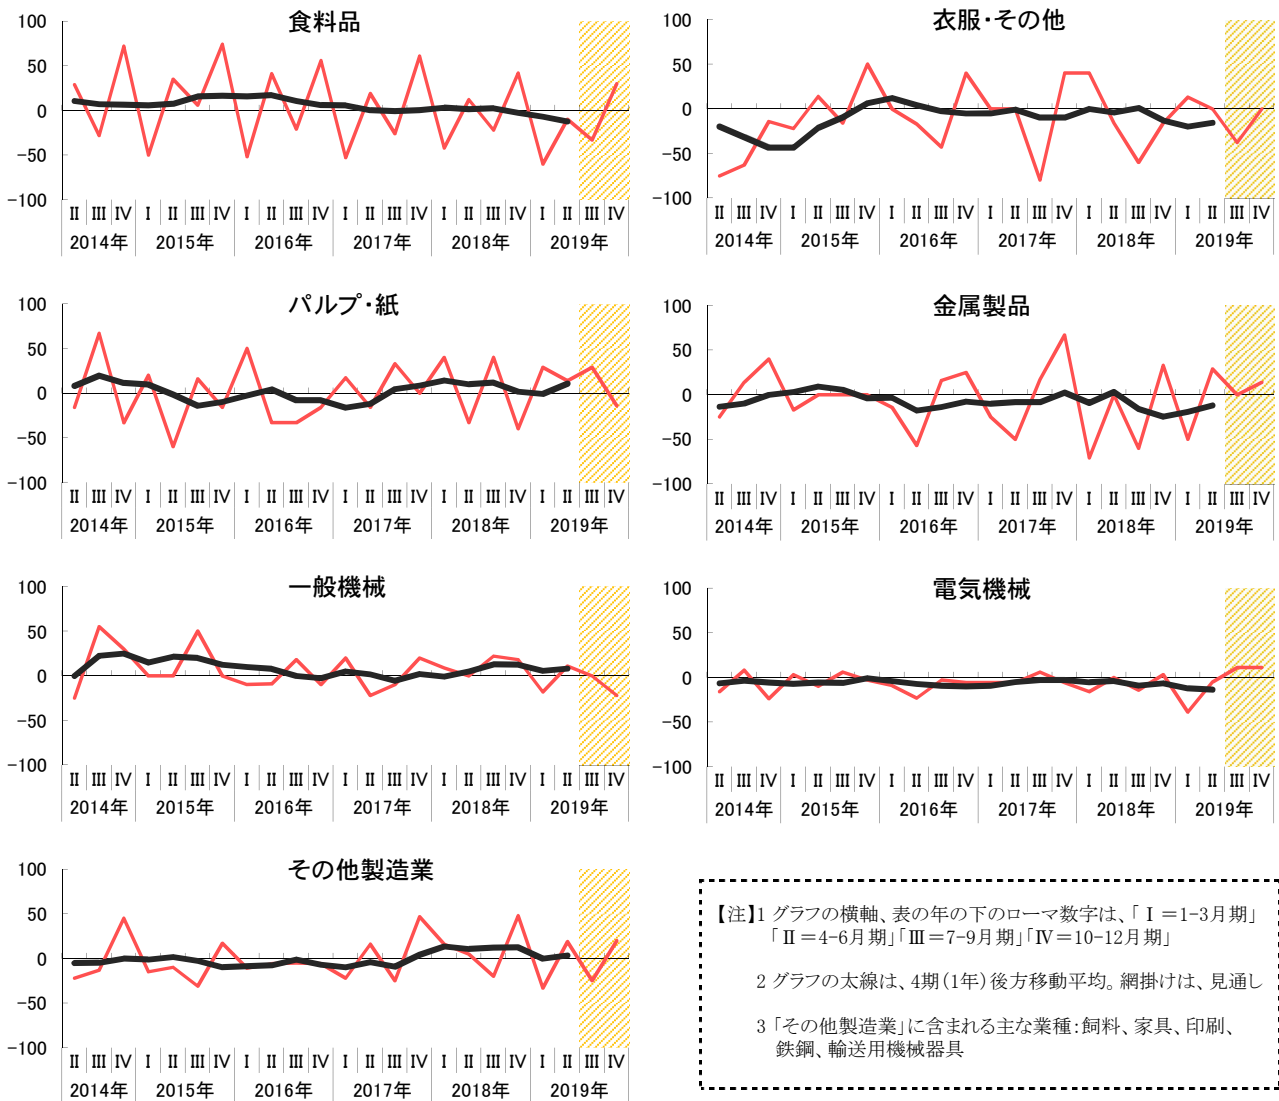 食料品
100
50
0
-50
-100
Ⅱ Ⅲ Ⅳ Ⅰ Ⅱ Ⅲ Ⅳ Ⅰ Ⅱ Ⅲ Ⅳ Ⅰ Ⅱ Ⅲ Ⅳ Ⅰ Ⅱ Ⅲ Ⅳ Ⅰ Ⅱ Ⅲ Ⅳ
2014年 2015年 2016年 2017年 2018年 2019年
衣服・その他
100
50
0
-50
-100
Ⅱ Ⅲ Ⅳ Ⅰ Ⅱ Ⅲ Ⅳ Ⅰ Ⅱ Ⅲ Ⅳ Ⅰ Ⅱ Ⅲ Ⅳ Ⅰ Ⅱ Ⅲ Ⅳ Ⅰ Ⅱ Ⅲ Ⅳ
2014年 2015年 2016年 2017年 2018年 2019年
パルプ・紙
100
50
0
-50
-100
Ⅱ Ⅲ Ⅳ Ⅰ Ⅱ Ⅲ Ⅳ Ⅰ Ⅱ Ⅲ Ⅳ Ⅰ Ⅱ Ⅲ Ⅳ Ⅰ Ⅱ Ⅲ Ⅳ Ⅰ Ⅱ Ⅲ Ⅳ
2014年 2015年 2016年 2017年 2018年 2019年
金属製品
100
50
0
-50
-100
Ⅱ Ⅲ Ⅳ Ⅰ Ⅱ Ⅲ Ⅳ Ⅰ Ⅱ Ⅲ Ⅳ Ⅰ Ⅱ Ⅲ Ⅳ Ⅰ Ⅱ Ⅲ Ⅳ Ⅰ Ⅱ Ⅲ Ⅳ
2014年 2015年 2016年 2017年 2018年 2019年
一般機械
100
50
0
-50
-100
Ⅱ Ⅲ Ⅳ Ⅰ Ⅱ Ⅲ Ⅳ Ⅰ Ⅱ Ⅲ Ⅳ Ⅰ Ⅱ Ⅲ Ⅳ Ⅰ Ⅱ Ⅲ Ⅳ Ⅰ Ⅱ Ⅲ Ⅳ
2014年 2015年 2016年 2017年 2018年 2019年
電気機械
100
50
0
-50
-100
Ⅱ Ⅲ Ⅳ Ⅰ Ⅱ Ⅲ Ⅳ Ⅰ Ⅱ Ⅲ Ⅳ Ⅰ Ⅱ Ⅲ Ⅳ Ⅰ Ⅱ Ⅲ Ⅳ Ⅰ Ⅱ Ⅲ Ⅳ
2014年 2015年 2016年 2017年 2018年 2019年
その他製造業
100
50
0
-50
-100
Ⅱ Ⅲ Ⅳ Ⅰ Ⅱ Ⅲ Ⅳ Ⅰ Ⅱ Ⅲ Ⅳ Ⅰ Ⅱ Ⅲ Ⅳ Ⅰ Ⅱ Ⅲ Ⅳ Ⅰ Ⅱ Ⅲ Ⅳ
2014年 2015年 2016年 2017年 2018年 2019年
【注】1 グラフの横軸、表の年の下のローマ数字は、「Ⅰ=1-3月期」
「Ⅱ=4-6月期」「Ⅲ=7-9月期」「Ⅳ=10-12月期」
2 グラフの太線は、4期(1年)後方移動平均。網掛けは、見通し
3 「その他製造業」に含まれる主な業種:飼料、家具、印刷、
鉄鋼、輸送用機械器具